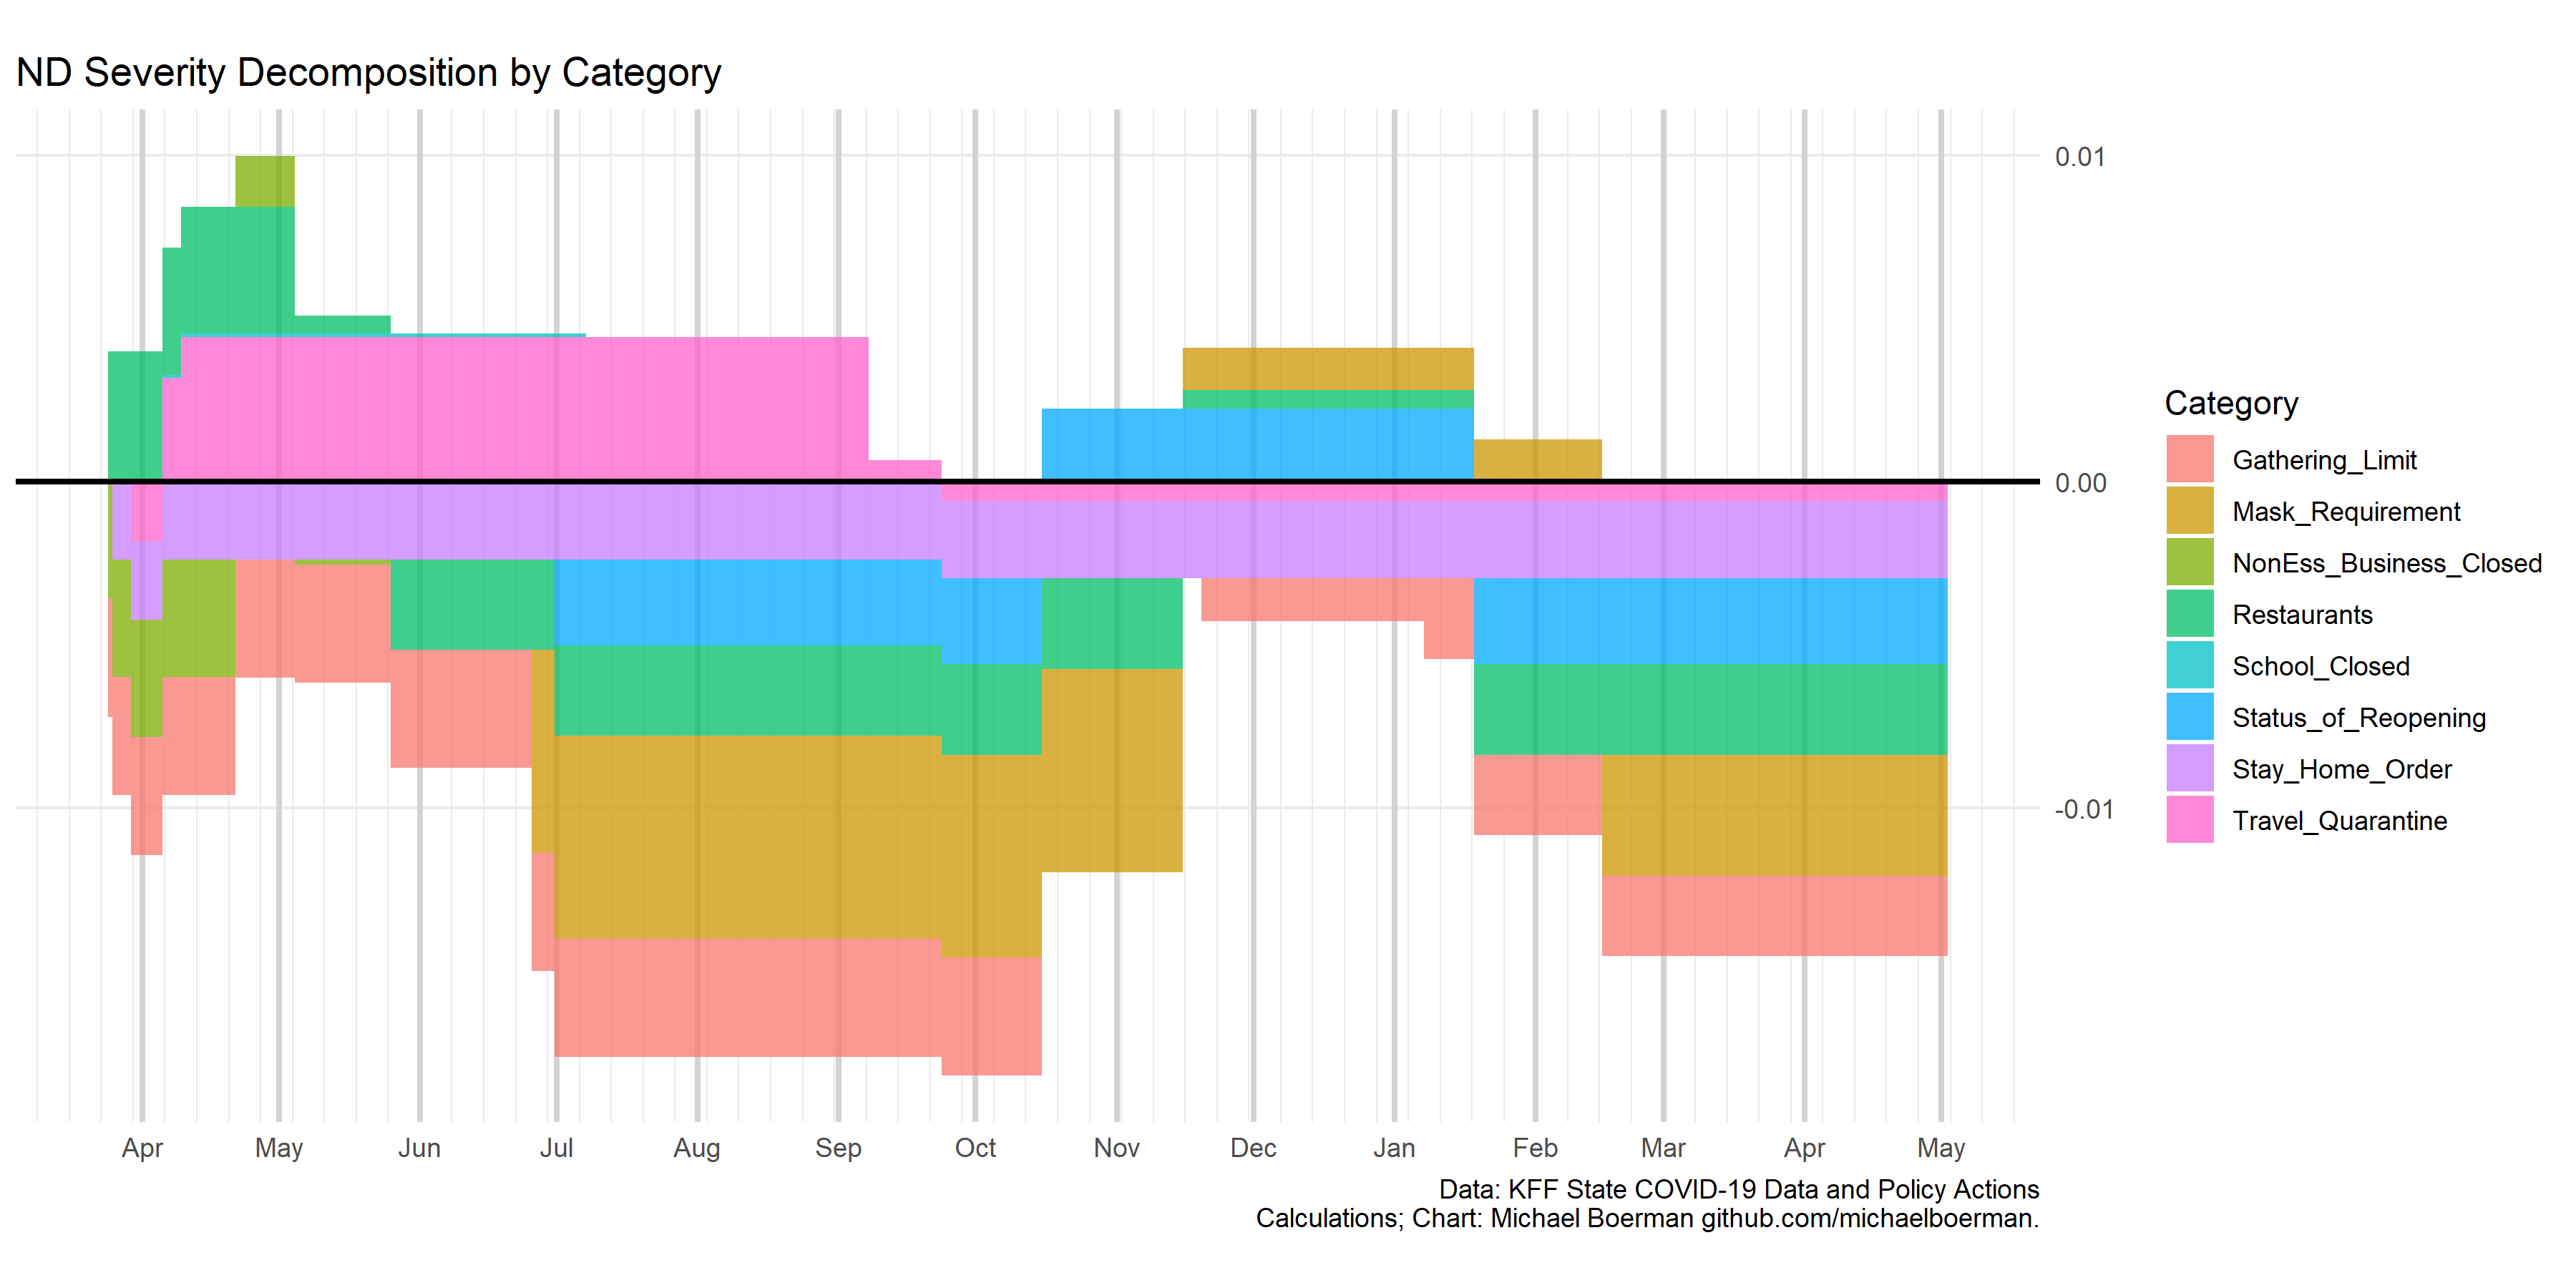 ND Severity Decomposition by Category
0.01
0.00
-0.01
Category
Gathering_Limit
Mask_Requirement
NonEss_Business_Closed
Restaurants
School_Closed
Status_of_Reopening
Stay_Home_Order
Travel_Quarantine
Apr May Jun Jul Aug Sep Oct Nov Dec Jan Feb Mar Apr May
Data: KFF State COVID-19 Data and Policy Actions
Calculations; Chart: Michael Boerman github.com/michaelboerman.